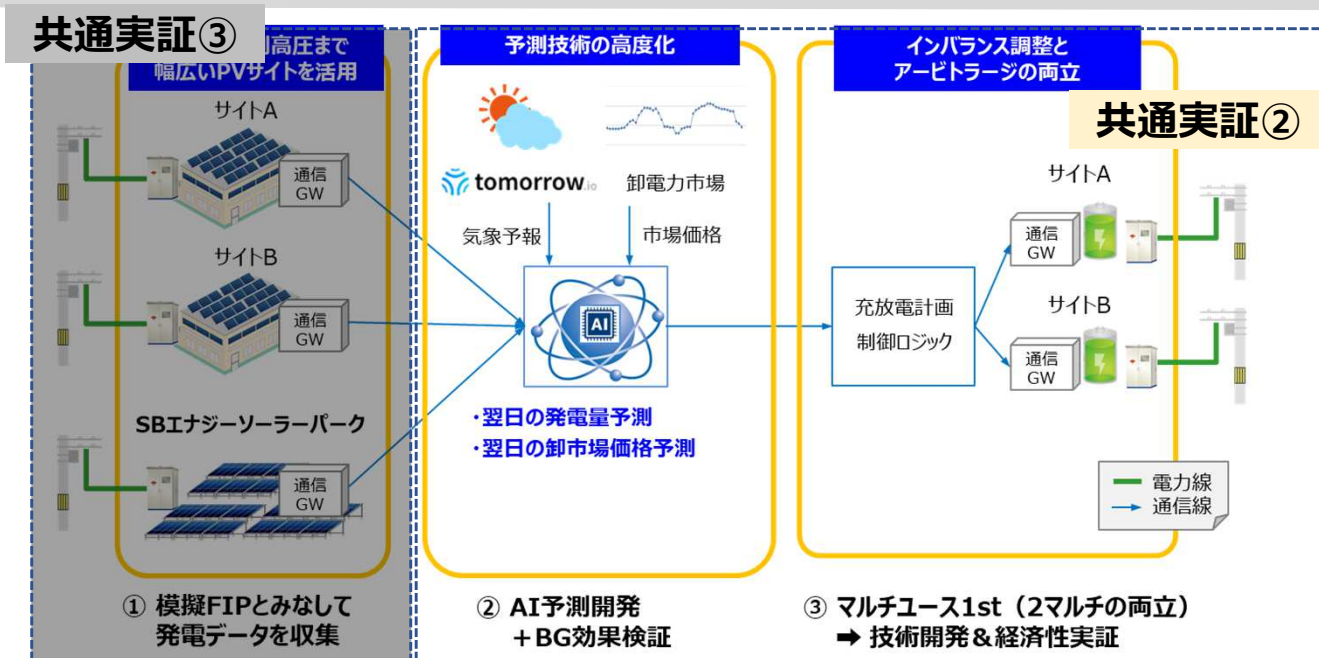 共通実証③
高圧まで
幅広いPVサイトを活用
サイトA
通信
GW
サイトB
通信
GW
SBエナジーソーラーパーク
通信
GW
① 模擬FIPとみなして
発電データを収集
予測技術の高度化
tomorrow.io
卸電力市場
気象予報
市場価格
AI
・翌日の発電量予測
・翌日の卸市場価格予測
② AI予測開発
＋BG効果検証
インバランス調整と
アービトラージの両立
共通実証②
サイトA
通信
GW
充放電計画
制御ロジック
サイトB
通信
GW
電力線
通信線
③ マルチユース1st（2マルチの両立）
➡ 技術開発＆経済性実証